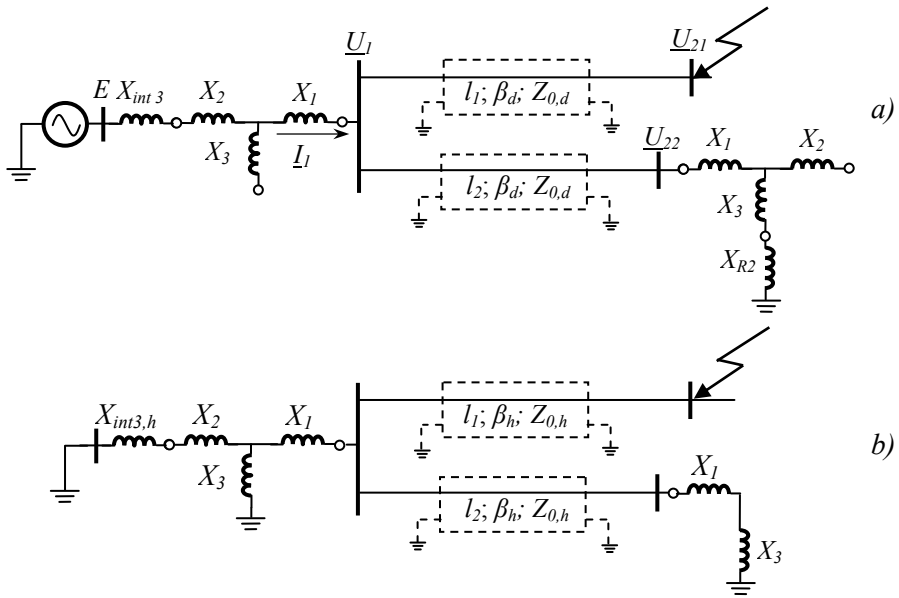 U1
U21
E Xint 3 X2 X1
l1; βd; Z0,d
a)
X3
I1
U22 X1 X2
l2; βd; Z0,d
X3
XR2
Xint3,h X2 X1
l1; βh; Z0,h
b)
X3
X1
l2; βh; Z0,h
X3